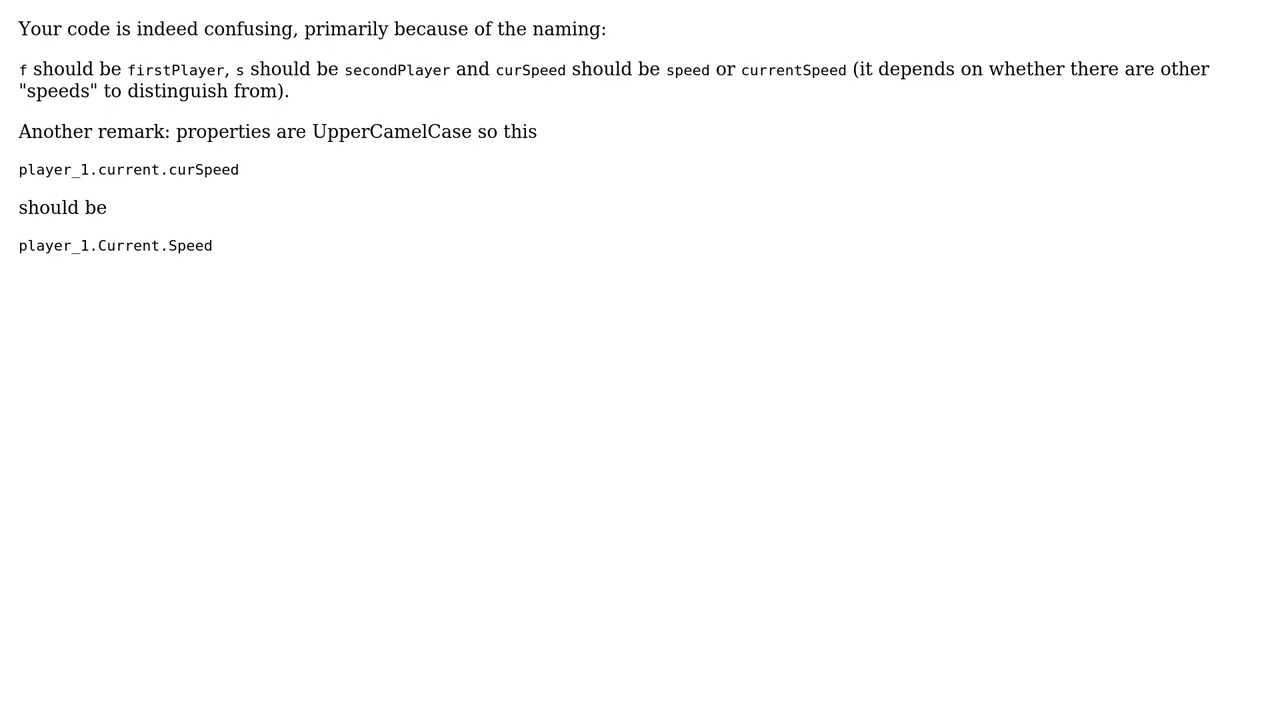 Your code is indeed confusing, primarily because of the naming:
f should be firstPlayer, s should be secondPlayer and curSpeed should be speed or currentSpeed (it depends on whether there are other
"speeds" to distinguish from).
Another remark: properties are UpperCamelCase so this
player_1.current.curSpeed
should be
player_1.Current.Speed